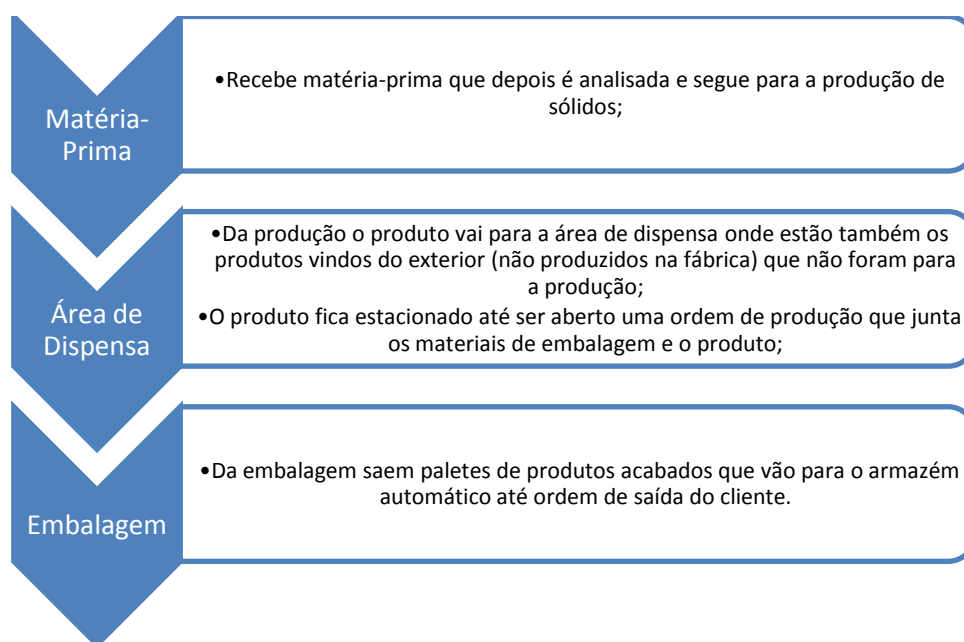 Matéria-
Prima
•Recebe matéria-prima que depois é analisada e segue para a produção de
sólidos;
Área de
Dispensa
•Da produção o produto vai para a área de dispensa onde estão também os
produtos vindos do exterior (não produzidos na fábrica) que não foram para
a produção;
•O produto fica estacionado até ser aberto uma ordem de produção que junta
os materiais de embalagem e o produto;
Embalagem
•Da embalagem saem paletes de produtos acabados que vão para o armazém
automático até ordem de saída do cliente.